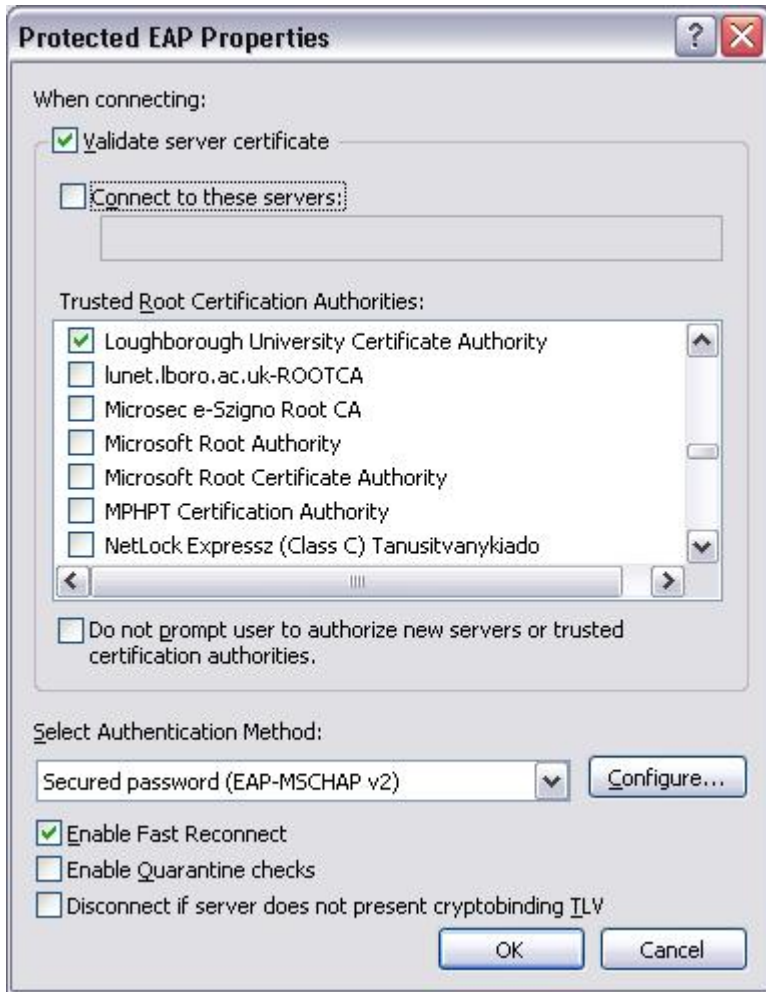 Protected EAP Properties
When connecting:
Validate server certificate
Connect to these servers:
Trusted Root Certification Authorities:
Loughborough University Certificate Authority
lunet.lboro.ac.uk-ROOTCA
Microsec e-Szigno Root CA
Microsoft Root Authority
Microsoft Root Certificate Authority
MPHPT Certification Authority
NetLock Expressz (Class C) Tanusitvanykiado
Do not prompt user to authorize new servers or trusted
certification authorities.
Select Authentication Method:
Secured password (EAP-MSCHAP v2)
Configure...
Enable Fast Reconnect
Enable Quarantine checks
Disconnect if server does not present cryptobinding TLV
OK
Cancel